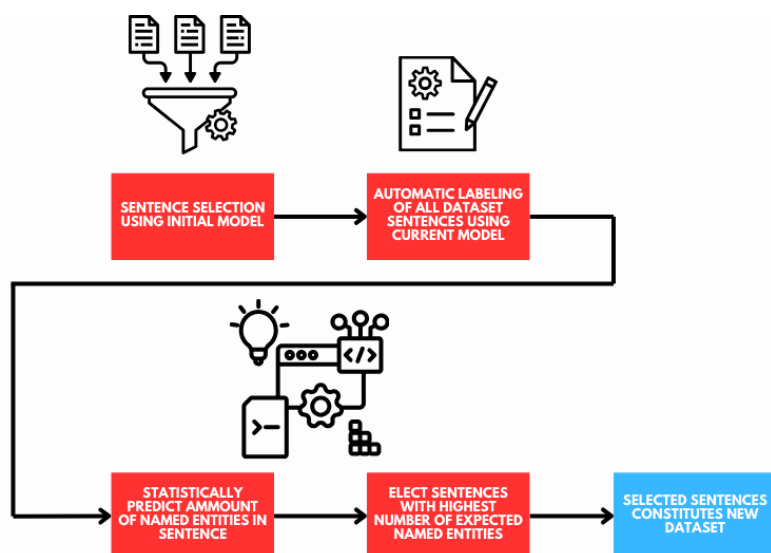 SENTENCE SELECTION
USING INITIAL MODEL
AUTOMATIC LABELING
OF ALL DATASET
SENTENCES USING
CURRENT MODEL
</>
>-
STATISTICALLY
PREDICT AMMOUNT
OF NAMED ENTITIES IN
SENTENCE
ELECT SENTENCES
WITH HIGHEST
NUMBER OF EXPECTED
NAMED ENTITIES
SELECTED SENTENCES
CONSTITUTES NEW
DATASET